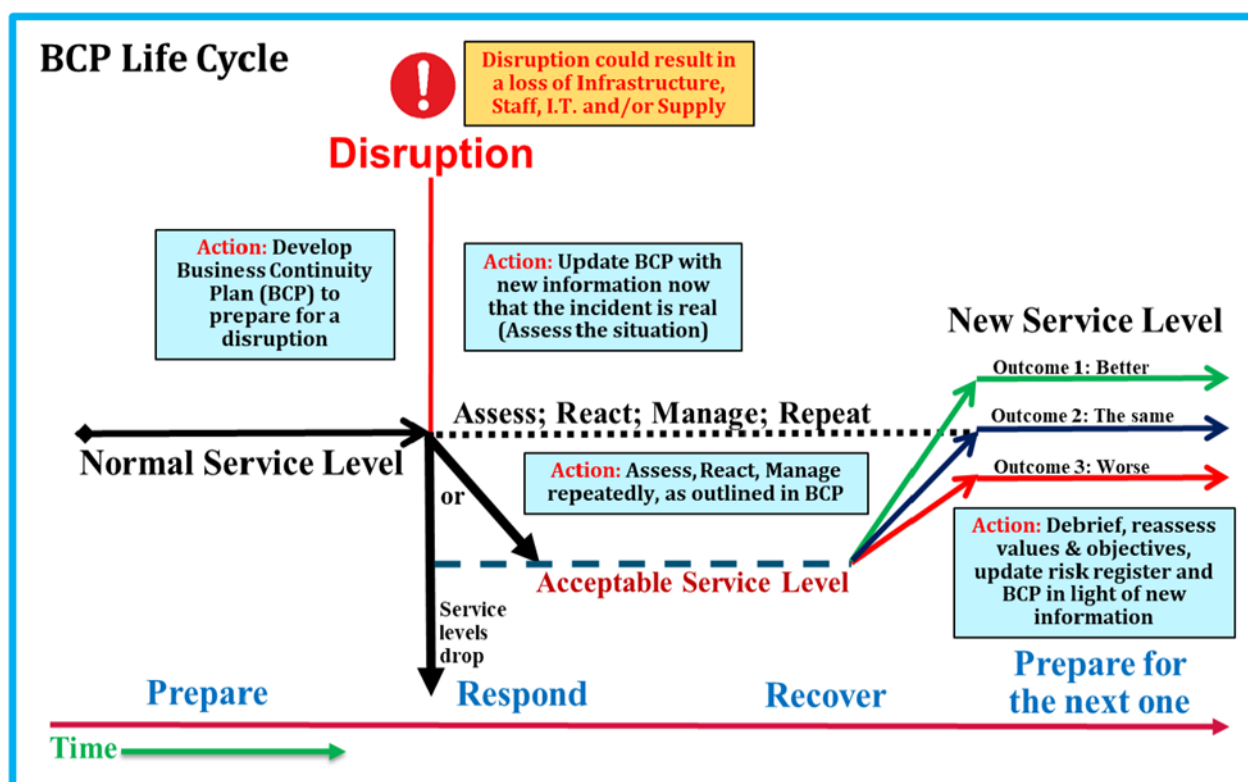 BCP Life Cycle
Disruption could result in
a loss of Infrastructure,
Staff, I.T. and/or Supply
Disruption
Action: Develop
Business Continuity
Plan (BCP) to
prepare for a
disruption
Action: Update BCP with
new information now
that the incident is real
(Assess the situation)
New Service Level
Outcome 1: Better
Assess; React; Manage; Repeat
Outcome 2: The same
Normal Service Level
Outcome 3: Worse
or
Action: Assess, React, Manage
repeatedly, as outlined in BCP
Action: Debrief, reassess
values & objectives,
update risk register and
BCP in light of new
information
Acceptable Service Level
Service
levels
drop
Prepare
Respond
Recover
Prepare for
the next one
Time